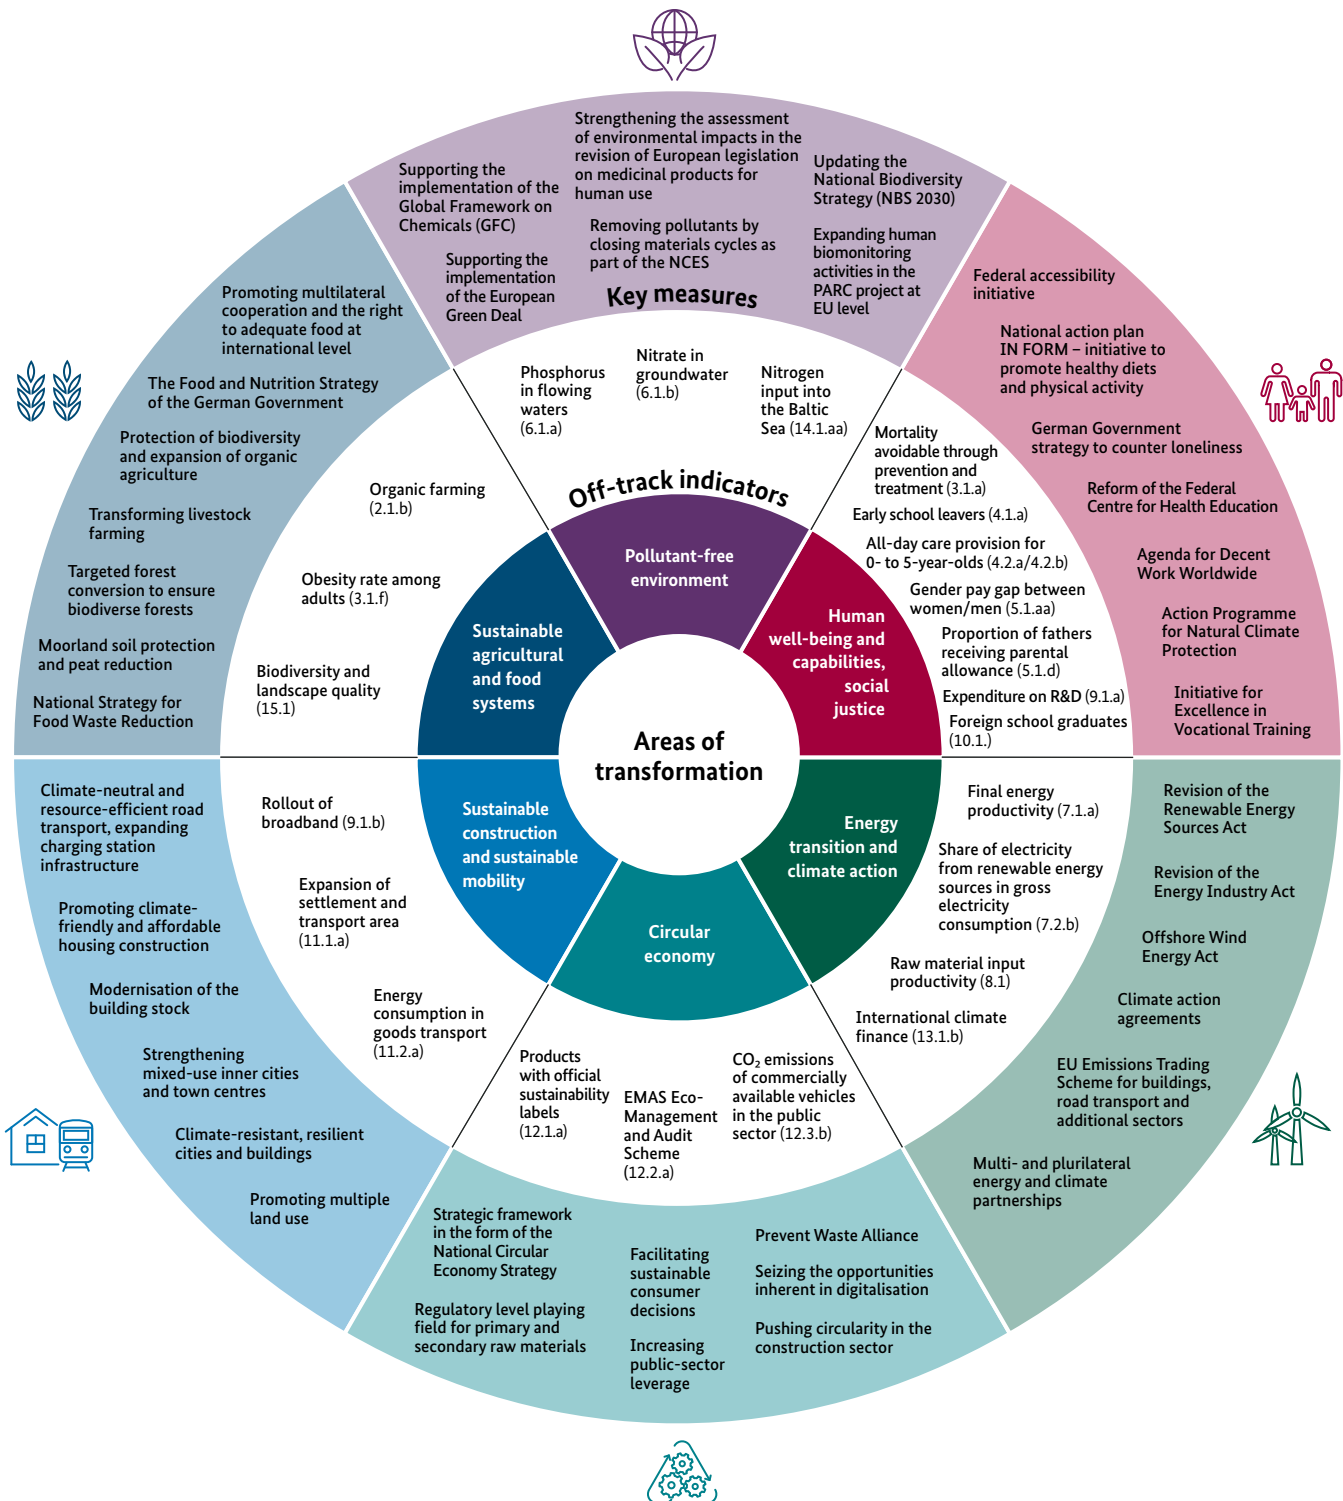 Strengthening the assessment
of environmental impacts in the
revision of European legislation
on medicinal products for
human use
Supporting the
implementation of the
Global Framework on
Chemicals (GFC)
Updating the
National Biodiversity
Strategy (NBS 2030)
Removing pollutants by
closing materials cycles as
part of the NCES
Supporting the
implementation
of the European
Green Deal
Expanding human
biomonitoring
activities in the
PARC project at
EU level
Key measures
Phosphorus
in flowing
waters
(6.1.a)
Nitrate in
groundwater
(6.1.b)
Nitrogen
input into
the Baltic
Sea (14.1.aa)
Off-track indicators
Pollutant-free
environment
Federal accessibility
initiative
National action plan
IN FORM – initiative to
promote healthy diets
and physical activity
German Government
strategy to counter loneliness
Reform of the Federal
Centre for Health Education
Agenda for Decent
Work Worldwide
Action Programme
for Natural Climate
Protection
Initiative for
Excellence in
Vocational Training
Mortality
avoidable through
prevention and
treatment (3.1.a)
Early school leavers (4.1.a)
All-day care provision for
0- to 5-year-olds (4.2.a/4.2.b)
Gender pay gap between
women/men (5.1.aa)
Proportion of fathers
receiving parental
allowance (5.1.d)
Expenditure on R&D (9.1.a)
Foreign school graduates
(10.1.)
Human
well-being and
capabilities,
social
justice
Promoting multilateral
cooperation and the right
to adequate food at
international level
The Food and Nutrition Strategy
of the German Government
Protection of biodiversity
and expansion of organic
agriculture
Transforming livestock
farming
Targeted forest
conversion to ensure
biodiverse forests
Moorland soil protection
and peat reduction
National Strategy for
Food Waste Reduction
Organic farming
(2.1.b)
Obesity rate among
adults (3.1.f)
Biodiversity and
landscape quality
(15.1)
Sustainable
agricultural
and food
systems
Areas of
transformation
Climate-neutral and
resource-efficient road
transport, expanding
charging station
infrastructure
Promoting climate-
friendly and affordable
housing construction
Modernisation of the
building stock
Strengthening
mixed-use inner cities
and town centres
Climate-resistant, resilient
cities and buildings
Promoting multiple
land use
Rollout of
broadband (9.1.b)
Expansion of
settlement and
transport area
(11.1.a)
Energy
consumption in
goods transport
(11.2.a)
Sustainable
construction
and sustainable
mobility
Energy
transition and
climate action
Final energy
productivity (7.1.a)
Share of electricity
from renewable energy
sources in gross
electricity
consumption (7.2.b)
Raw material input
productivity (8.1)
International climate
finance (13.1.b)
Revision of the
Renewable Energy
Sources Act
Revision of the
Energy Industry Act
Offshore Wind
Energy Act
Climate action
agreements
EU Emissions Trading
Scheme for buildings,
road transport and
additional sectors
Multi- and plurilateral
energy and climate
partnerships
Circular
economy
Products
with official
sustainability
labels
(12.1.a)
EMAS Eco-
Management
and Audit
Scheme
(12.2.a)
CO₂ emissions
of commercially
available vehicles
in the public
sector (12.3.b)
Strategic framework
in the form of the
National Circular
Economy Strategy
Regulatory level playing
field for primary and
secondary raw materials
Facilitating
sustainable
consumer
decisions
Increasing
public-sector
leverage
Prevent Waste Alliance
Seizing the opportunities
inherent in digitalisation
Pushing circularity in the
construction sector